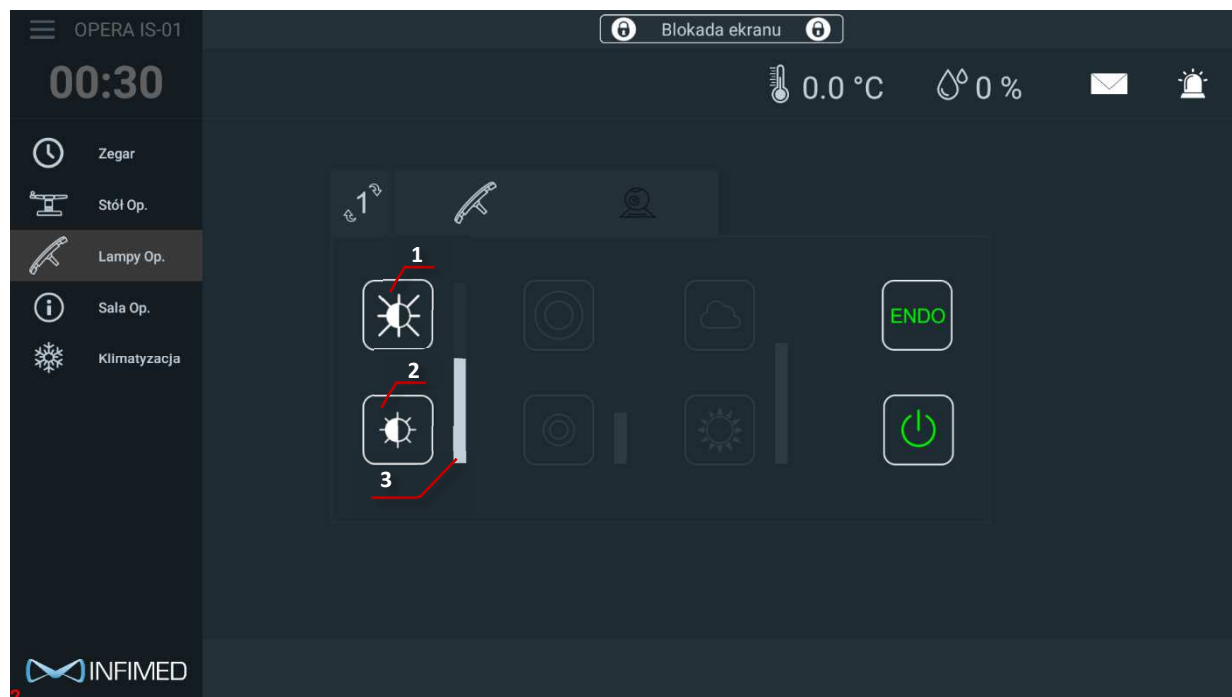 OPERA IS-01
Blokada ekranu
00:30
0.0 °C
0 %
Zegar
Stół Op.
1
Lampy Op.
1
Sala Op.
ENDO
Klimatyzacja
2
3
INFIMED